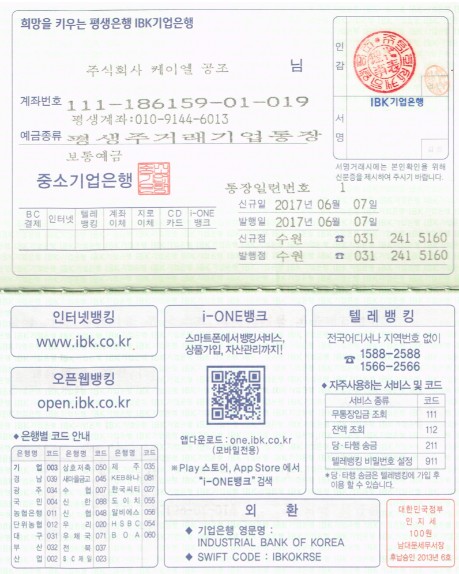 희망을 키우는 평생은행 IBK기업은행
주식회사 케이엘 공조 님
계좌번호 111-186159-01-019
평생계좌:010-9144-6013
예금종류 평생주거래기업통장
보통예금
중소기업은행
통장일련번호 1
인감
IBK기업은행
서명
서명거래시에는 본인확인을 위해
신분증을 제시하여 주시기 바랍니다.
BC결제 인터넷 텔레뱅킹 계좌이체 지로이체 CD카드 i-ONE뱅크
신규일 2017년 06월 07일
발행일 2017년 06월 07일
신규점 수원 ☎ 031 241 5160
발행점 수원 ☎ 031 241 5160
인터넷뱅킹
www.ibk.co.kr
오픈웹뱅킹
open.ibk.co.kr
◆ 은행별 코드 안내
은행명 코드 은행명 코드 은행명 코드
기업 003 상호저축 050 제주 035
경남 039 새마을금고 045 KEB하나 081
광주 034 수협 007 한국씨티 027
국민 004 신한 088 도이치 055
농협은행 011 신협 048 알비에스 056
단위농협 012 우리 020 HSBC 054
대구 031 우체국 071 BOA 060
부산 032 전북 037
산업 002 SC제일 023
i-ONE뱅크
스마트폰에서 뱅킹서비스,
상품가입, 자산관리까지!
앱다운로드 : one.ibk.co.kr
(모바일전용)
※ Play 스토어, App Store 에서
"i-ONE뱅크" 검색
텔레뱅킹
전국어디서나 지역번호 없이
☎ 1588-2588
1566-2566
◆ 자주사용하는 서비스 및 코드
서비스 종류 코드
무통장입금 조회 111
잔액 조회 112
당·타행 송금 211
텔레뱅킹 비밀번호 설정 911
◆ 당·타행 송금은 텔레뱅킹에 가입 후
이용 할 수 있습니다.
외 환
◆ 기업은행 영문명 :
INDUSTRIAL BANK OF KOREA
◆ SWIFT CODE : IBKOKRSE
대한민국정부
인 지 세
100원
남대문세무서장
후납승인 2013년 6호